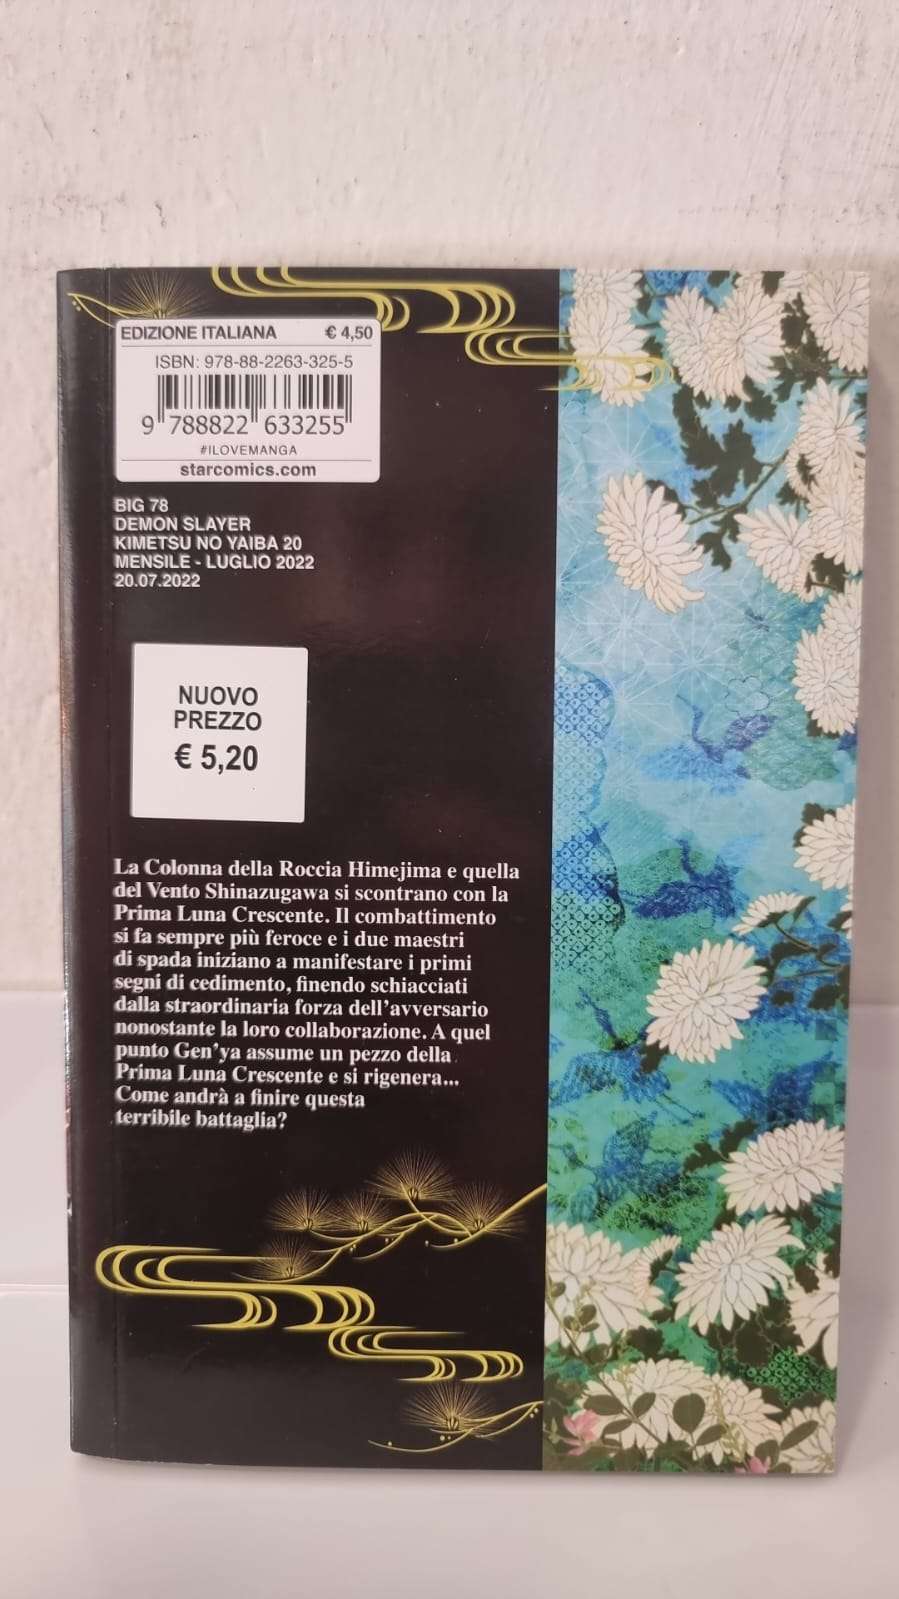 EDIZIONE ITALIANA € 4,50
ISBN: 978-88-2263-325-5
9 788822 633255
#ILOVEMANGA
starcomics.com
BIG 78
DEMON SLAYER
KIMETSU NO YAIBA 20
MENSILE - LUGLIO 2022
20.07.2022
NUOVO
PREZZO
€ 5,20
La Colonna della Roccia Himejima e quella
del Vento Shinazugawa si scontrano con la
Prima Luna Crescente. Il combattimento
si fa sempre più feroce e i due maestri
di spada iniziano a manifestare i primi
segni di cedimento, finendo schiacciati
dalla straordinaria forza dell'avversario
nonostante la loro collaborazione. A quel
punto Gen'ya assume un pezzo della
Prima Luna Crescente e si rigenera...
Come andrà a finire questa
terribile battaglia?